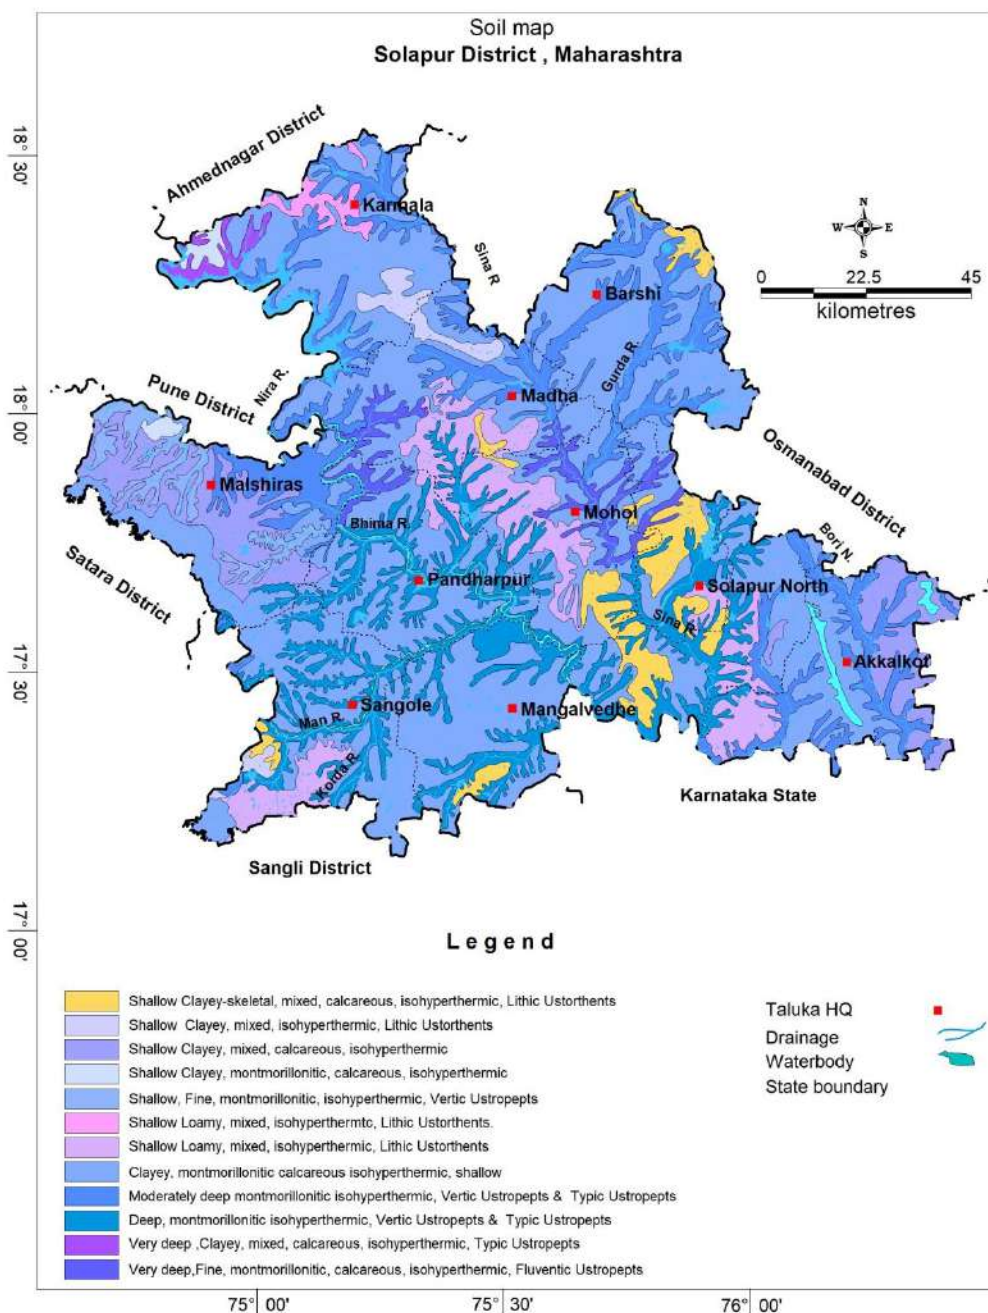 Soil map
Solapur District , Maharashtra
18° 30'
Ahmednagar District
Karmala
Sina R
N
W
E
S
0 22.5 45
kilometres
Barshi
Gurda R.
Nira R.
Pune District
18° 00'
Madha
Osmanabad District
Malshiras
Mohol
Bhima R.
Bori N.
Satara District
Pandharpur
Solapur North
Sina R.
17° 30'
Akkalkot
Sangole
Man R.
Mangalvedhe
Korda R.
Karnataka State
Sangli District
17° 00'
Legend
Shallow Clayey-skeletal, mixed, calcareous, isohyperthermic, Lithic Ustorthents
Shallow Clayey, mixed, isohyperthermic, Lithic Ustorthents
Shallow Clayey, mixed, calcareous, isohyperthermic
Shallow Clayey, montmorillonitic, calcareous, isohyperthermic
Shallow, Fine, montmorillonitic, isohyperthermic, Vertic Ustropepts
Shallow Loamy, mixed, isohyperthermtc, Lithic Ustorthents.
Shallow Loamy, mixed, isohyperthermic, Lithic Ustorthents
Clayey, montmorillonitic calcareous isohyperthermic, shallow
Moderately deep montmorillonitic isohyperthermic, Vertic Ustropepts & Typic Ustropepts
Deep, montmorillonitic isohyperthermic, Vertic Ustropepts & Typic Ustropepts
Very deep ,Clayey, mixed, calcareous, isohyperthermic, Typic Ustropepts
Very deep,Fine, montmorillonitic, calcareous, isohyperthermic, Fluventic Ustropepts
Taluka HQ
Drainage
Waterbody
State boundary
75° 00' 75° 30' 76° 00'